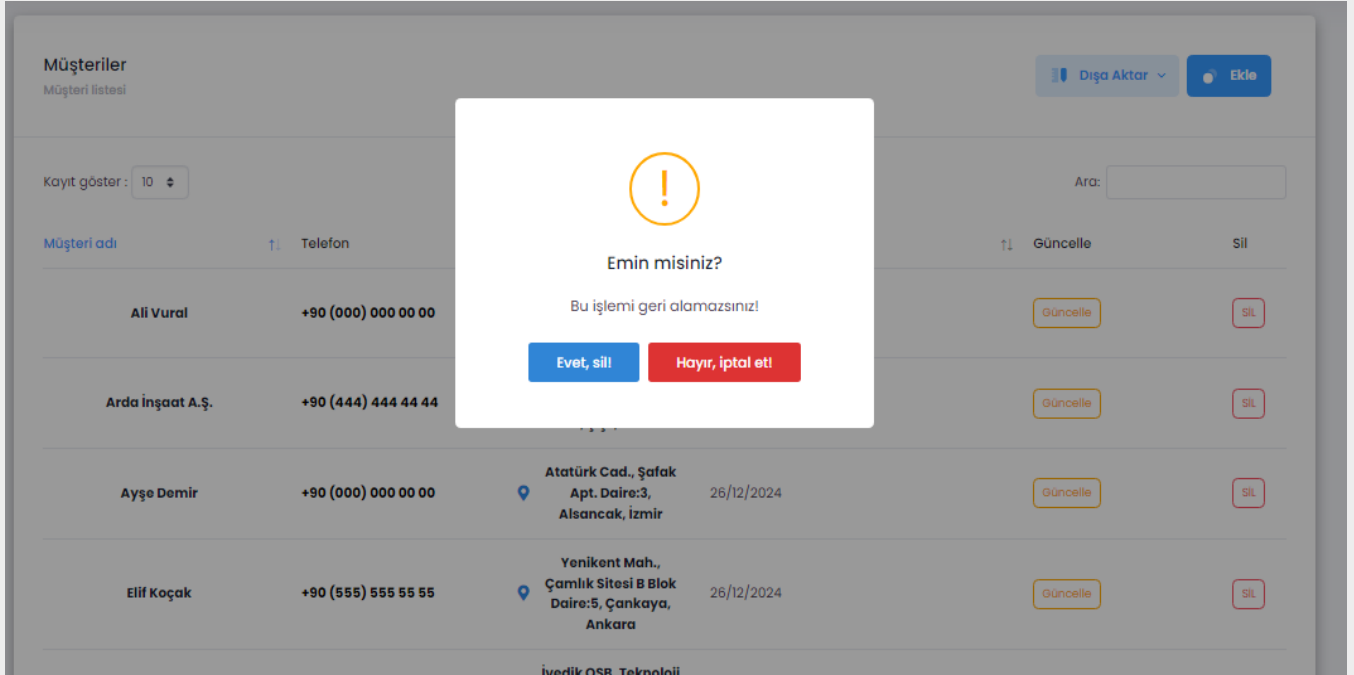 Müşteriler
Müşteri listesi
Dışa Aktar
Ekle
Kayıt göster : 10
Ara:
Müşteri adı
Telefon
Güncelle
Sil
Emin misiniz?
Bu işlemi geri alamazsınız!
Evet, sil!
Hayır, iptal et!
Ali Vural
+90 (000) 000 00 00
Güncelle
SİL
Arda İnşaat A.Ş.
+90 (444) 444 44 44
Güncelle
SİL
Ayşe Demir
+90 (000) 000 00 00
Atatürk Cad., Şafak
Apt. Daire:3,
Alsancak, İzmir
26/12/2024
Güncelle
SİL
Elif Koçak
+90 (555) 555 55 55
Yenikent Mah.,
Çamlık Sitesi B Blok
Daire:5, Çankaya,
Ankara
26/12/2024
Güncelle
SİL
İvedik OSB, Teknoloji